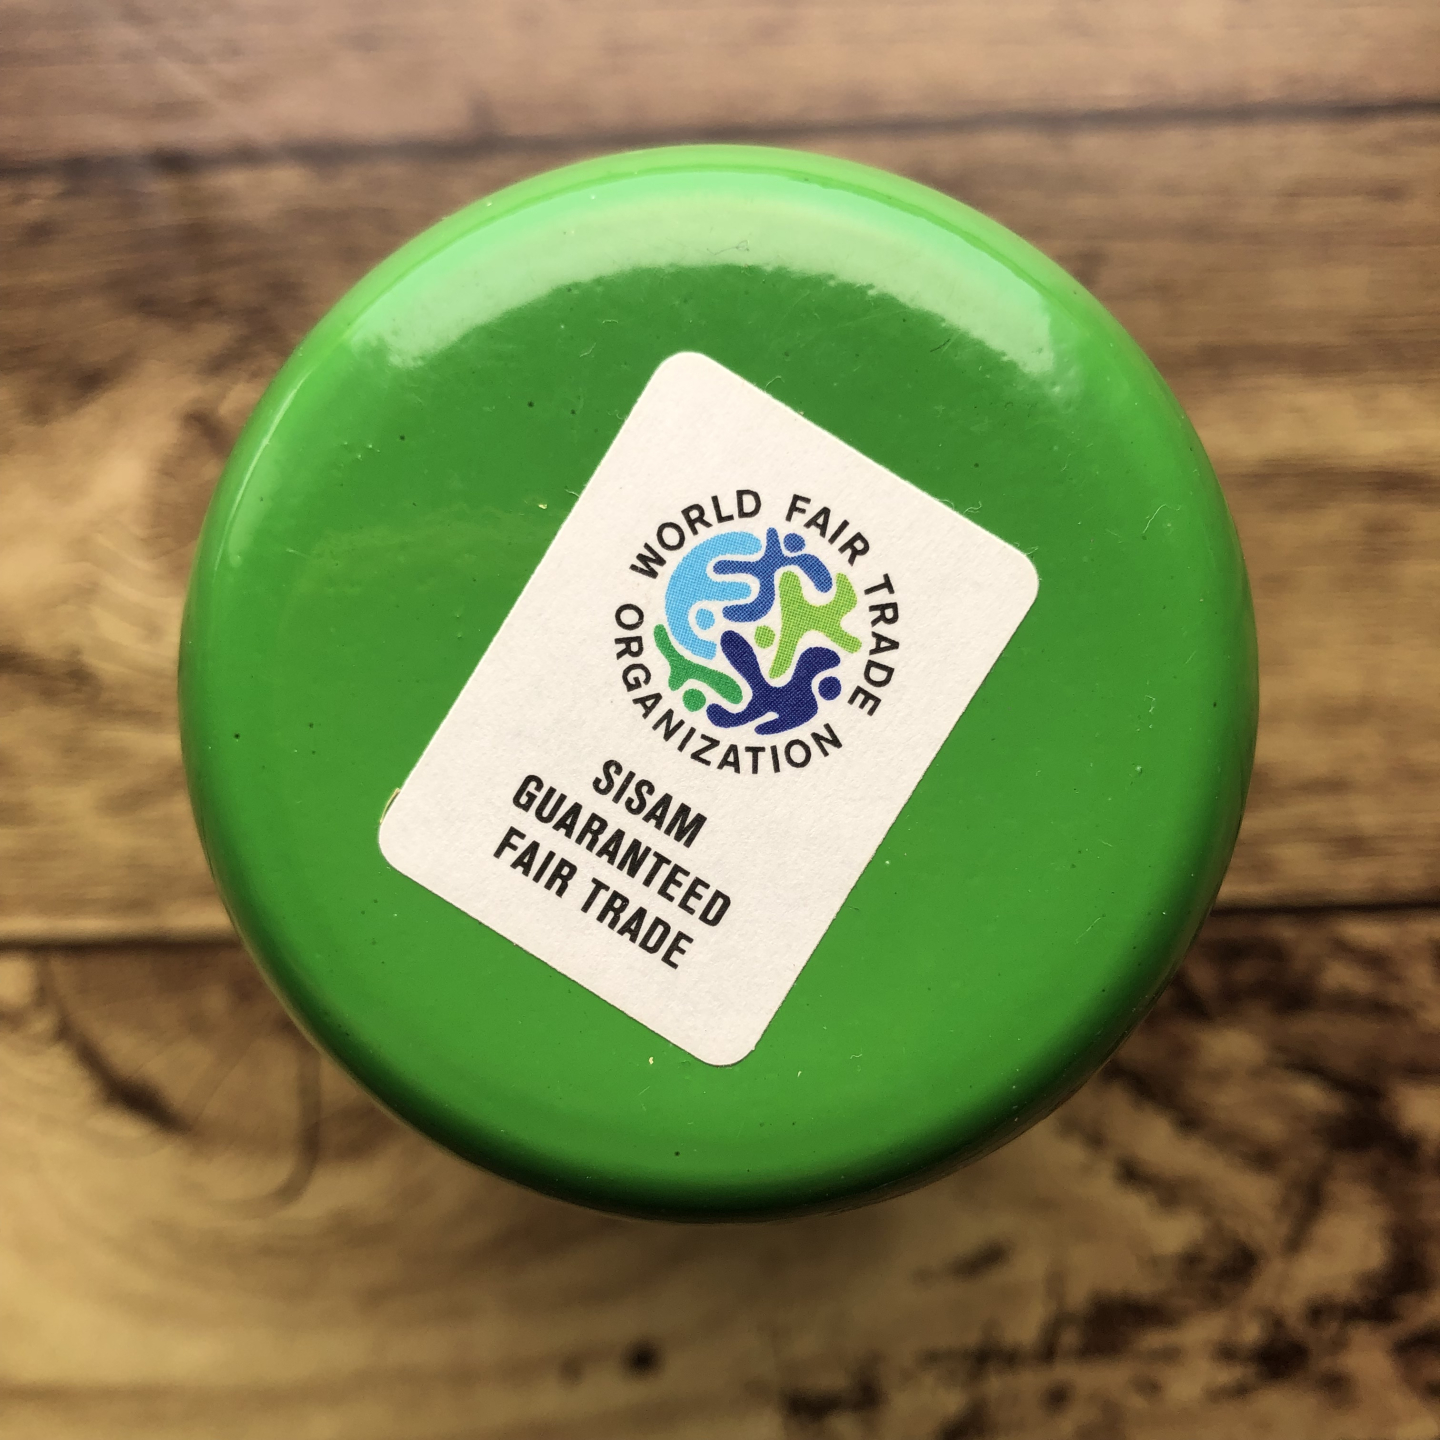 WORLD FAIR TRADE
ORGANIZATION
SISAM
GUARANTEED
FAIR TRADE